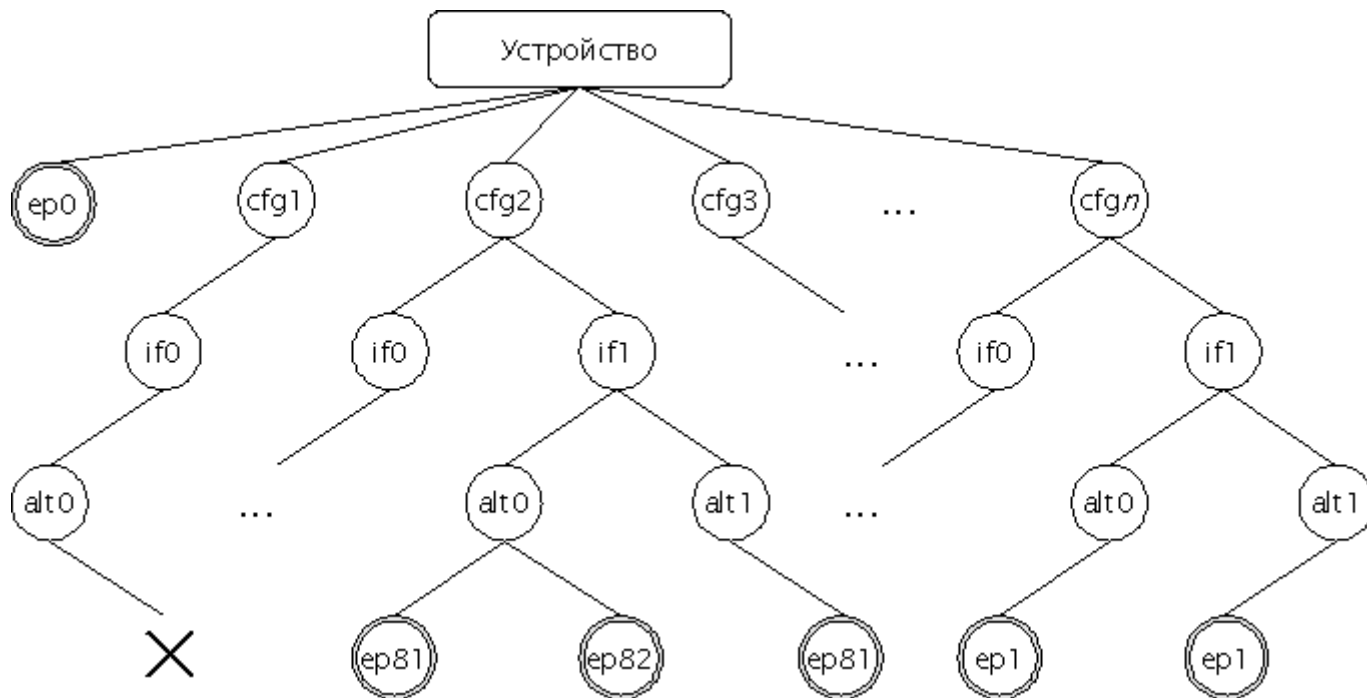 Устройство
ep0 cfg1 cfg2 cfg3 ... cfgn
if0 if0 if1 ... if0 if1
alt0 ... alt0 alt1 ... alt0 alt1
ep81 ep82 ep81 ep1 ep1